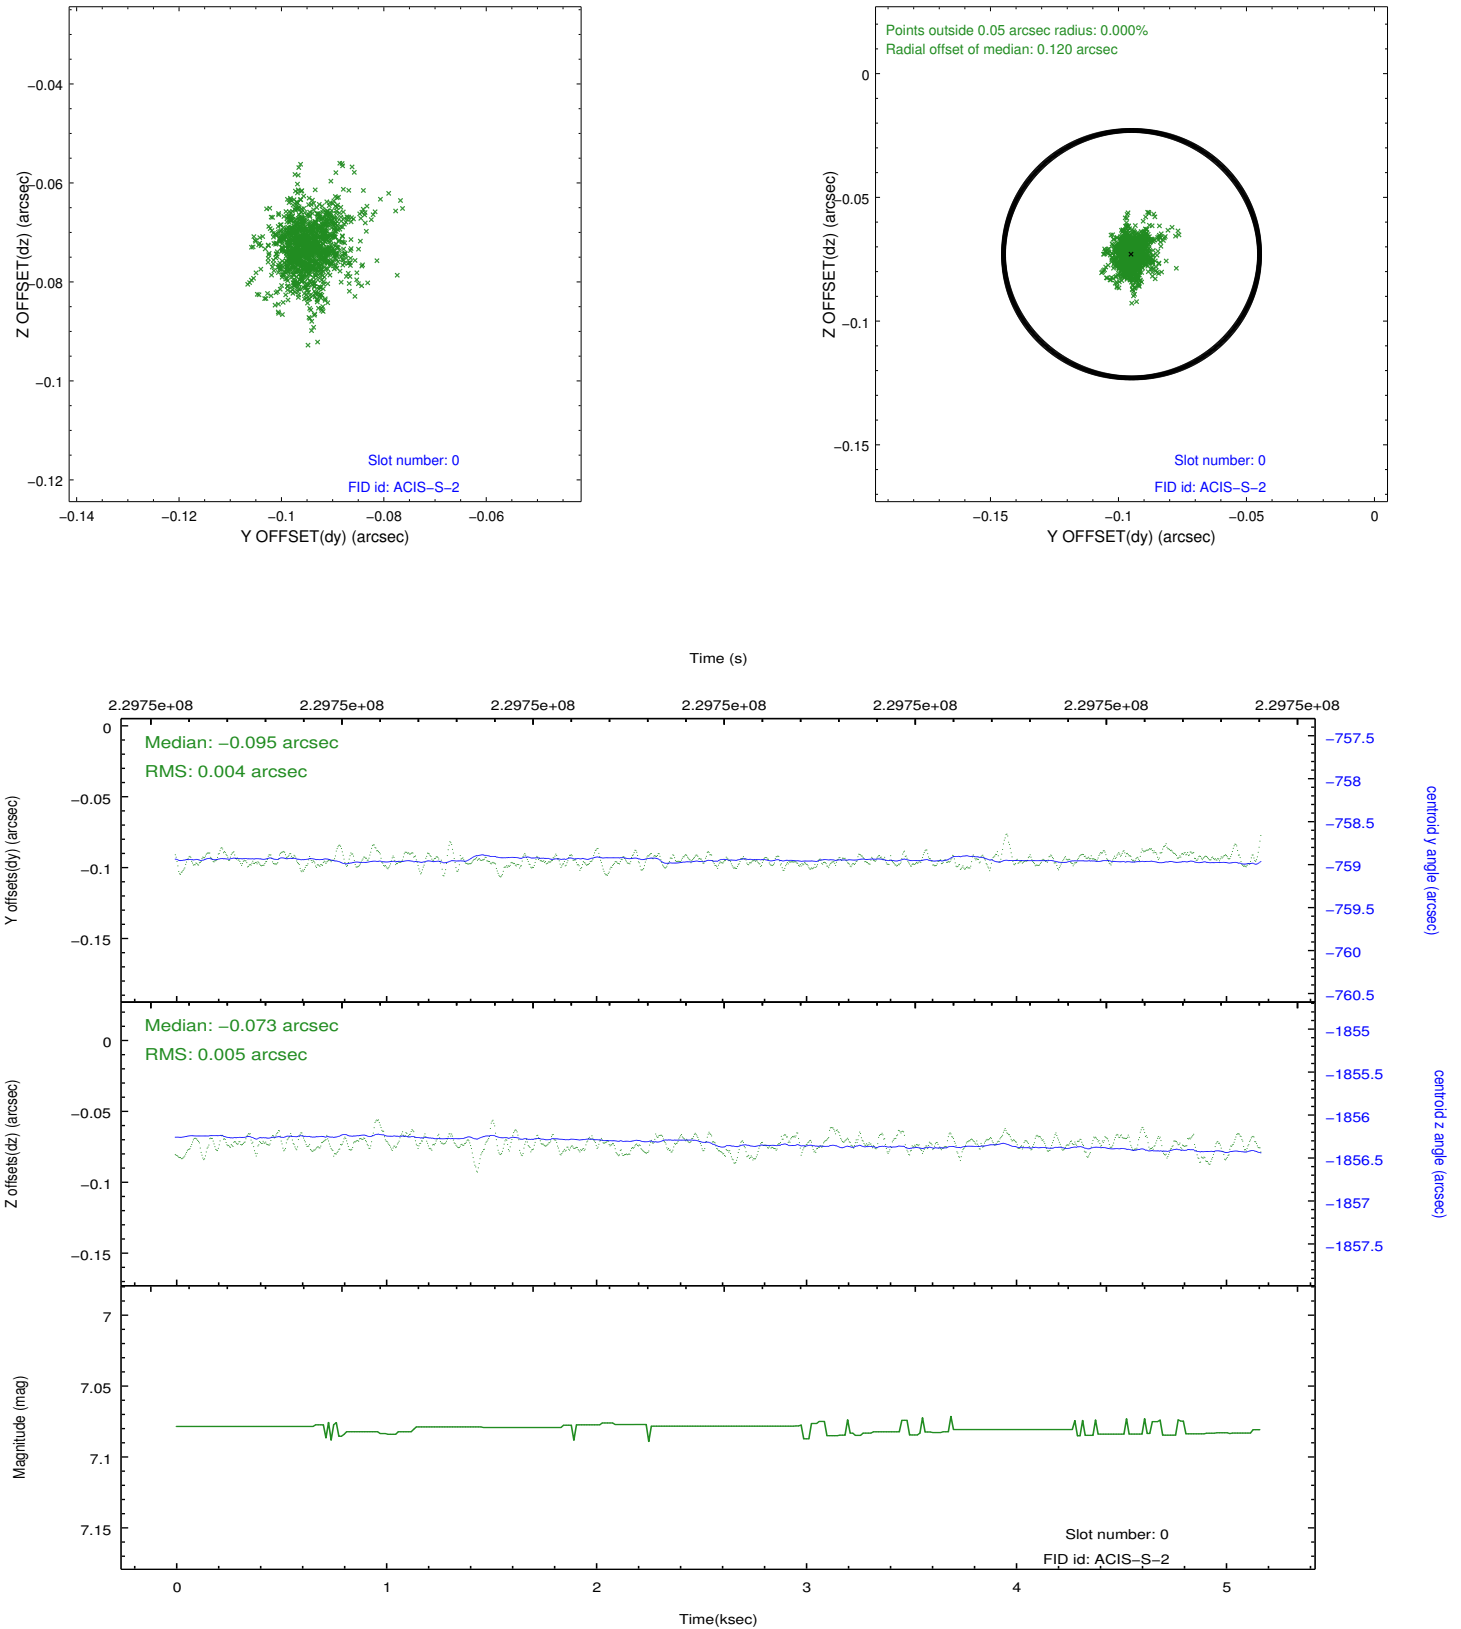 −0.04
−0.06
−0.08
−0.1
−0.12
Z OFFSET(dz) (arcsec)
Slot number: 0
FID id: ACIS−S−2
−0.14
−0.12
−0.1
−0.08
−0.06
Y OFFSET(dy) (arcsec)
Points outside 0.05 arcsec radius: 0.000%
Radial offset of median: 0.120 arcsec
0
−0.05
−0.1
−0.15
Z OFFSET(dz) (arcsec)
Slot number: 0
FID id: ACIS−S−2
−0.15
−0.1
−0.05
0
Y OFFSET(dy) (arcsec)
Time (s)
2.2975e+08
2.2975e+08
2.2975e+08
2.2975e+08
2.2975e+08
2.2975e+08
2.2975e+08
Median: −0.095 arcsec
RMS: 0.004 arcsec
0
−0.05
−0.1
−0.15
Y offsets(dy) (arcsec)
−757.5
−758
−758.5
−759
−759.5
−760
−760.5
centroid y angle (arcsec)
Median: −0.073 arcsec
RMS: 0.005 arcsec
0
−0.05
−0.1
−0.15
Z offsets(dz) (arcsec)
−1855
−1855.5
−1856
−1856.5
−1857
−1857.5
centroid z angle (arcsec)
7
7.05
7.1
7.15
Magnitude (mag)
Slot number: 0
FID id: ACIS−S−2
0
1
2
3
4
5
Time(ksec)